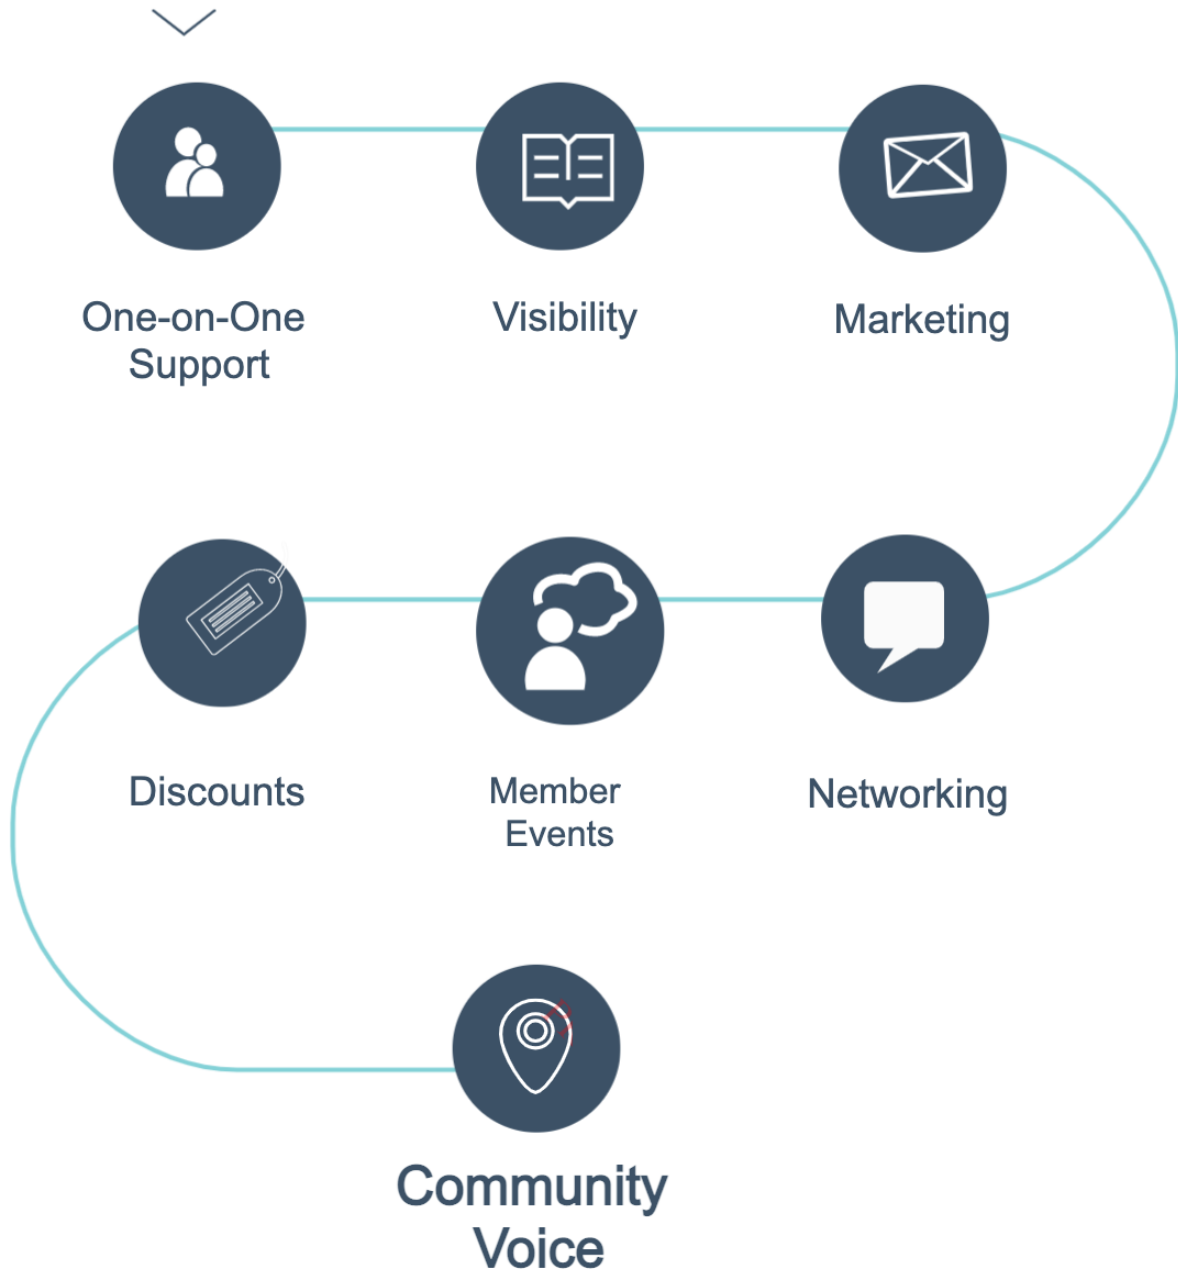 One-on-One
Support
Visibility
Marketing
Discounts
Member
Events
Networking
Community
Voice